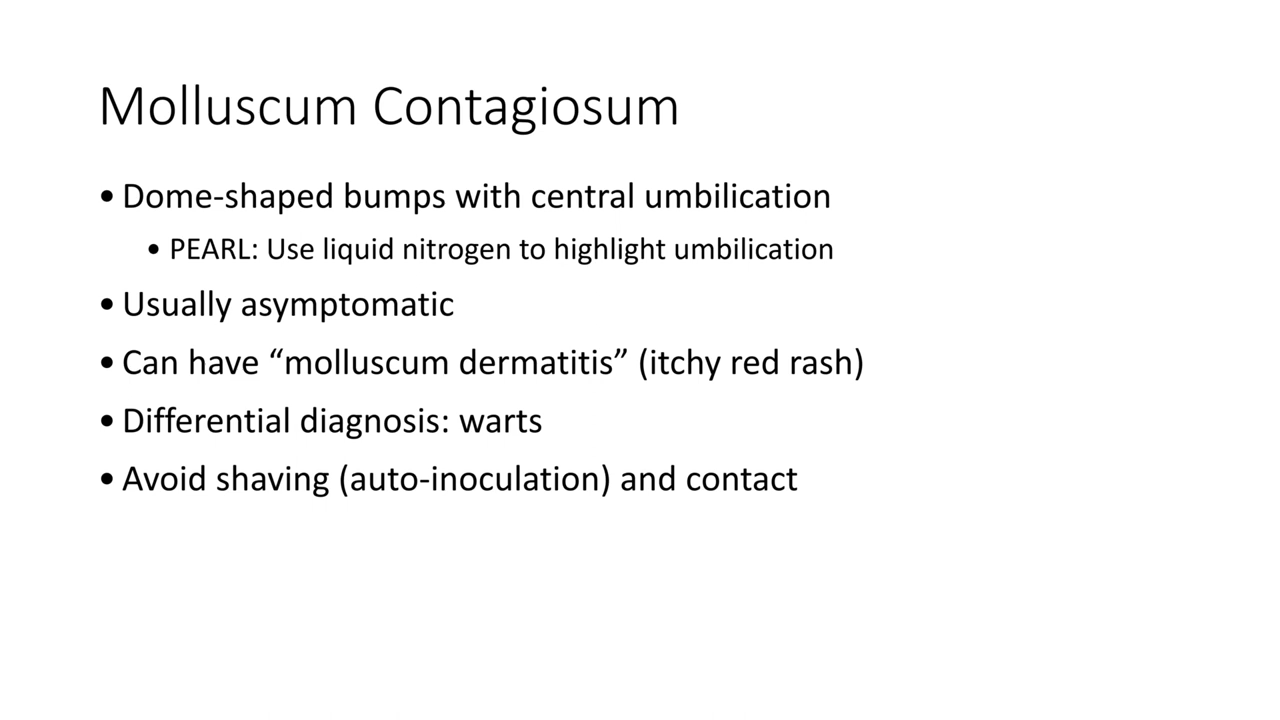 Molluscum Contagiosum
• Dome-shaped bumps with central umbilication
• PEARL: Use liquid nitrogen to highlight umbilication
• Usually asymptomatic
• Can have “molluscum dermatitis” (itchy red rash)
• Differential diagnosis: warts
• Avoid shaving (auto-inoculation) and contact